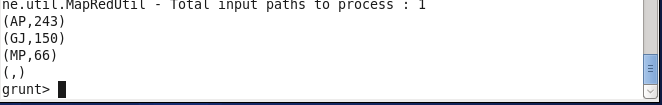 ne.util.MapRedUtil - Total input paths to process : 1
(AP,243)
(GJ,150)
(MP,66)
(,)
grunt>